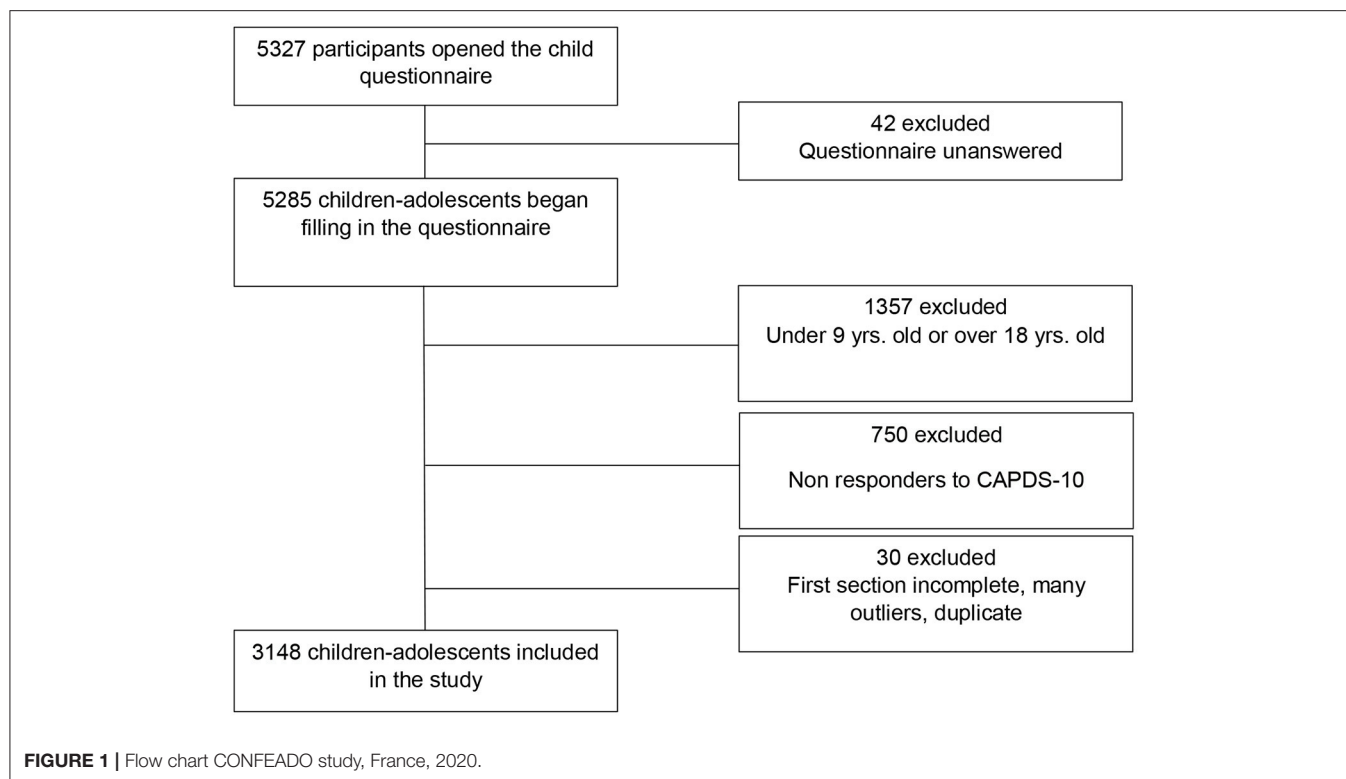 5327 participants opened the child
questionnaire
42 excluded
Questionnaire unanswered
5285 children-adolescents began
filling in the questionnaire
1357 excluded
Under 9 yrs. old or over 18 yrs. old
750 excluded
Non responders to CAPDS-10
30 excluded
First section incomplete, many
outliers, duplicate
3148 children-adolescents included
in the study
FIGURE 1 | Flow chart CONFEADO study, France, 2020.